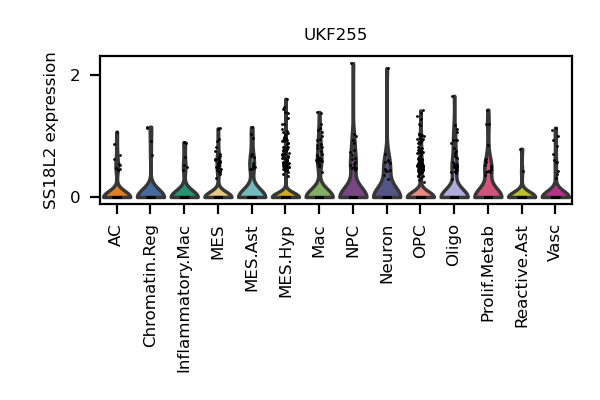 UKF255
SS18L2 expression
2
0
AC
Chromatin.Reg
Inflammatory.Mac
MES
MES.Ast
MES.Hyp
Mac
NPC
Neuron
OPC
Oligo
Prolif.Metab
Reactive.Ast
Vasc